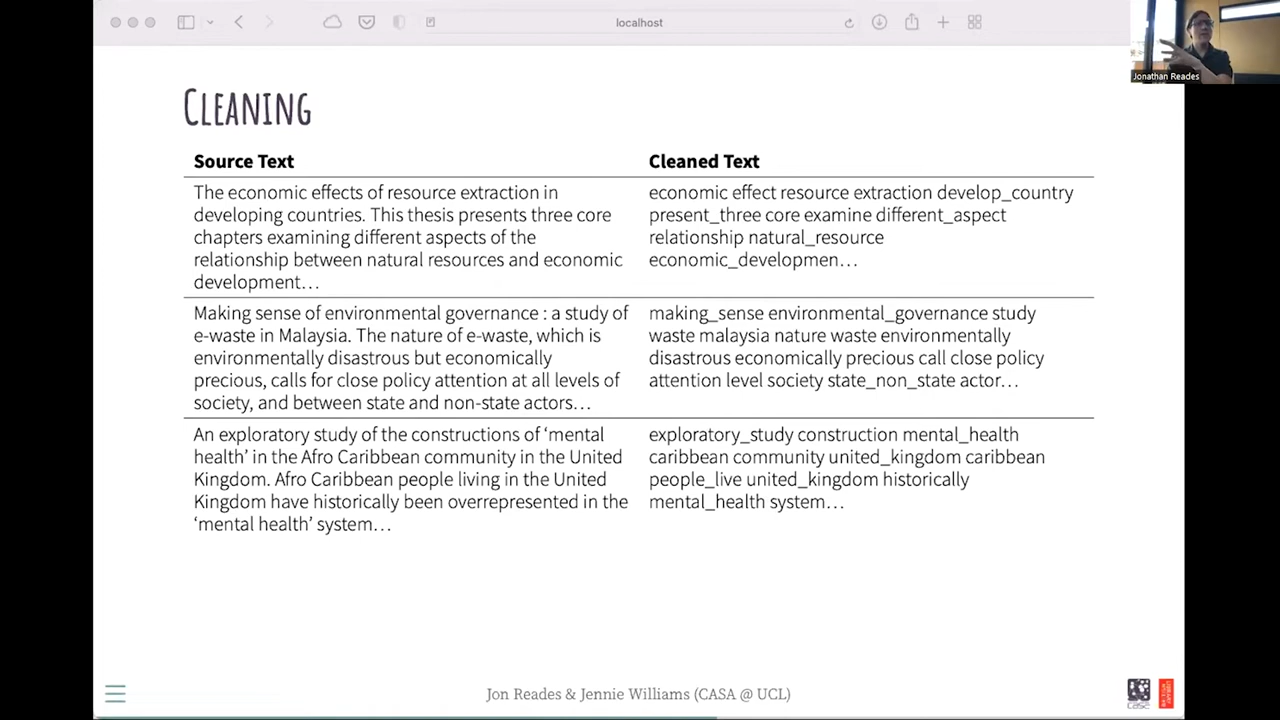 localhost
Jonathan Reades
CLEANING
Source Text
Cleaned Text
The economic effects of resource extraction in
developing countries. This thesis presents three core
chapters examining different aspects of the
relationship between natural resources and economic
development…
economic effect resource extraction develop_country
present_three core examine different_aspect
relationship natural_resource
economic_developmen…
Making sense of environmental governance : a study of
e-waste in Malaysia. The nature of e-waste, which is
environmentally disastrous but economically
precious, calls for close policy attention at all levels of
society, and between state and non-state actors…
making_sense environmental_governance study
waste malaysia nature waste environmentally
disastrous economically precious call close policy
attention level society state_non_state actor…
An exploratory study of the constructions of ‘mental
health’ in the Afro Caribbean community in the United
Kingdom. Afro Caribbean people living in the United
Kingdom have historically been overrepresented in the
‘mental health’ system…
exploratory_study construction mental_health
caribbean community united_kingdom caribbean
people_live united_kingdom historically
mental_health system…
Jon Reades & Jennie Williams (CASA @ UCL)